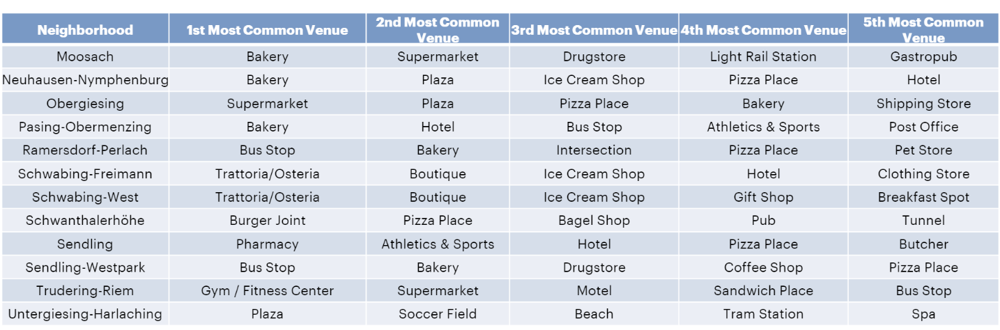 Neighborhood 1st Most Common Venue 2nd Most Common Venue 3rd Most Common Venue 4th Most Common Venue 5th Most Common Venue
Moosach Bakery Supermarket Drugstore Light Rail Station Gastropub
Neuhausen-Nymphenburg Bakery Plaza Ice Cream Shop Pizza Place Hotel
Obergiesing Supermarket Plaza Pizza Place Bakery Shipping Store
Pasing-Obermenzing Bakery Hotel Bus Stop Athletics & Sports Post Office
Ramersdorf-Perlach Bus Stop Bakery Intersection Pizza Place Pet Store
Schwabing-Freimann Trattoria/Osteria Boutique Ice Cream Shop Hotel Clothing Store
Schwabing-West Trattoria/Osteria Boutique Ice Cream Shop Gift Shop Breakfast Spot
Schwanthalerhöhe Burger Joint Pizza Place Bagel Shop Pub Tunnel
Sendling Pharmacy Athletics & Sports Hotel Pizza Place Butcher
Sendling-Westpark Bus Stop Bakery Drugstore Coffee Shop Pizza Place
Trudering-Riem Gym / Fitness Center Supermarket Motel Sandwich Place Bus Stop
Untergiesing-Harlaching Plaza Soccer Field Beach Tram Station Spa